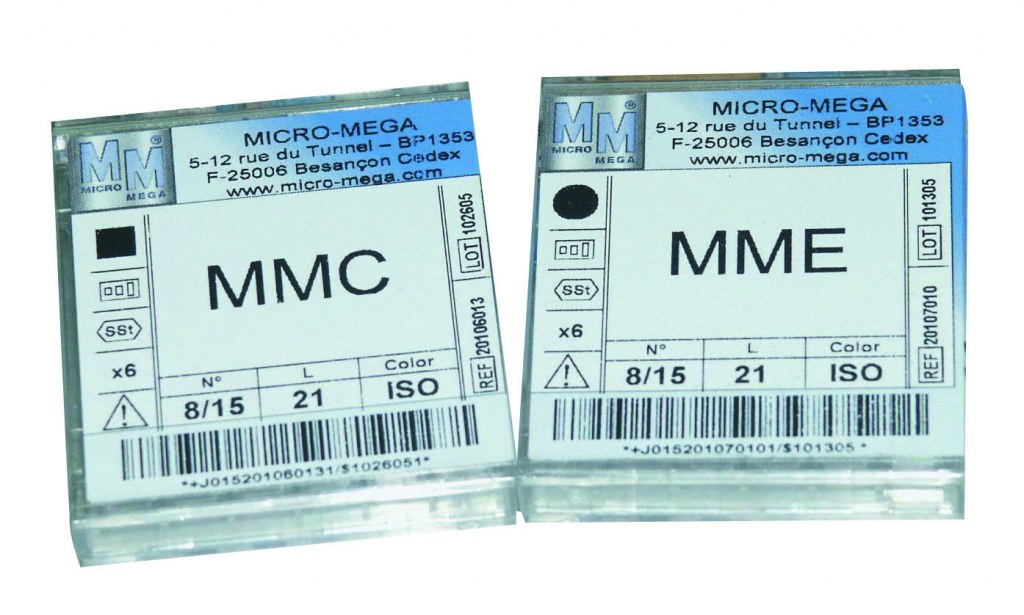 MM®
MICRO MEGA
MICRO-MEGA
5-12 rue du Tunnel – BP1353
F-25006 Besançon Cedex
www.micro-mega.com
MMC
SSt
x6
N° L Color
8/15 21 ISO
LOT 102605
REF 20106013
*+J015201060131/$1026051*
MM®
MICRO MEGA
MICRO-MEGA
5-12 rue du Tunnel – BP1353
F-25006 Besançon Cedex
www.micro-mega.com
MME
SSt
x6
N° L Color
8/15 21 ISO
LOT 101305
REF 20107010
*+J015201070101/$101305 *